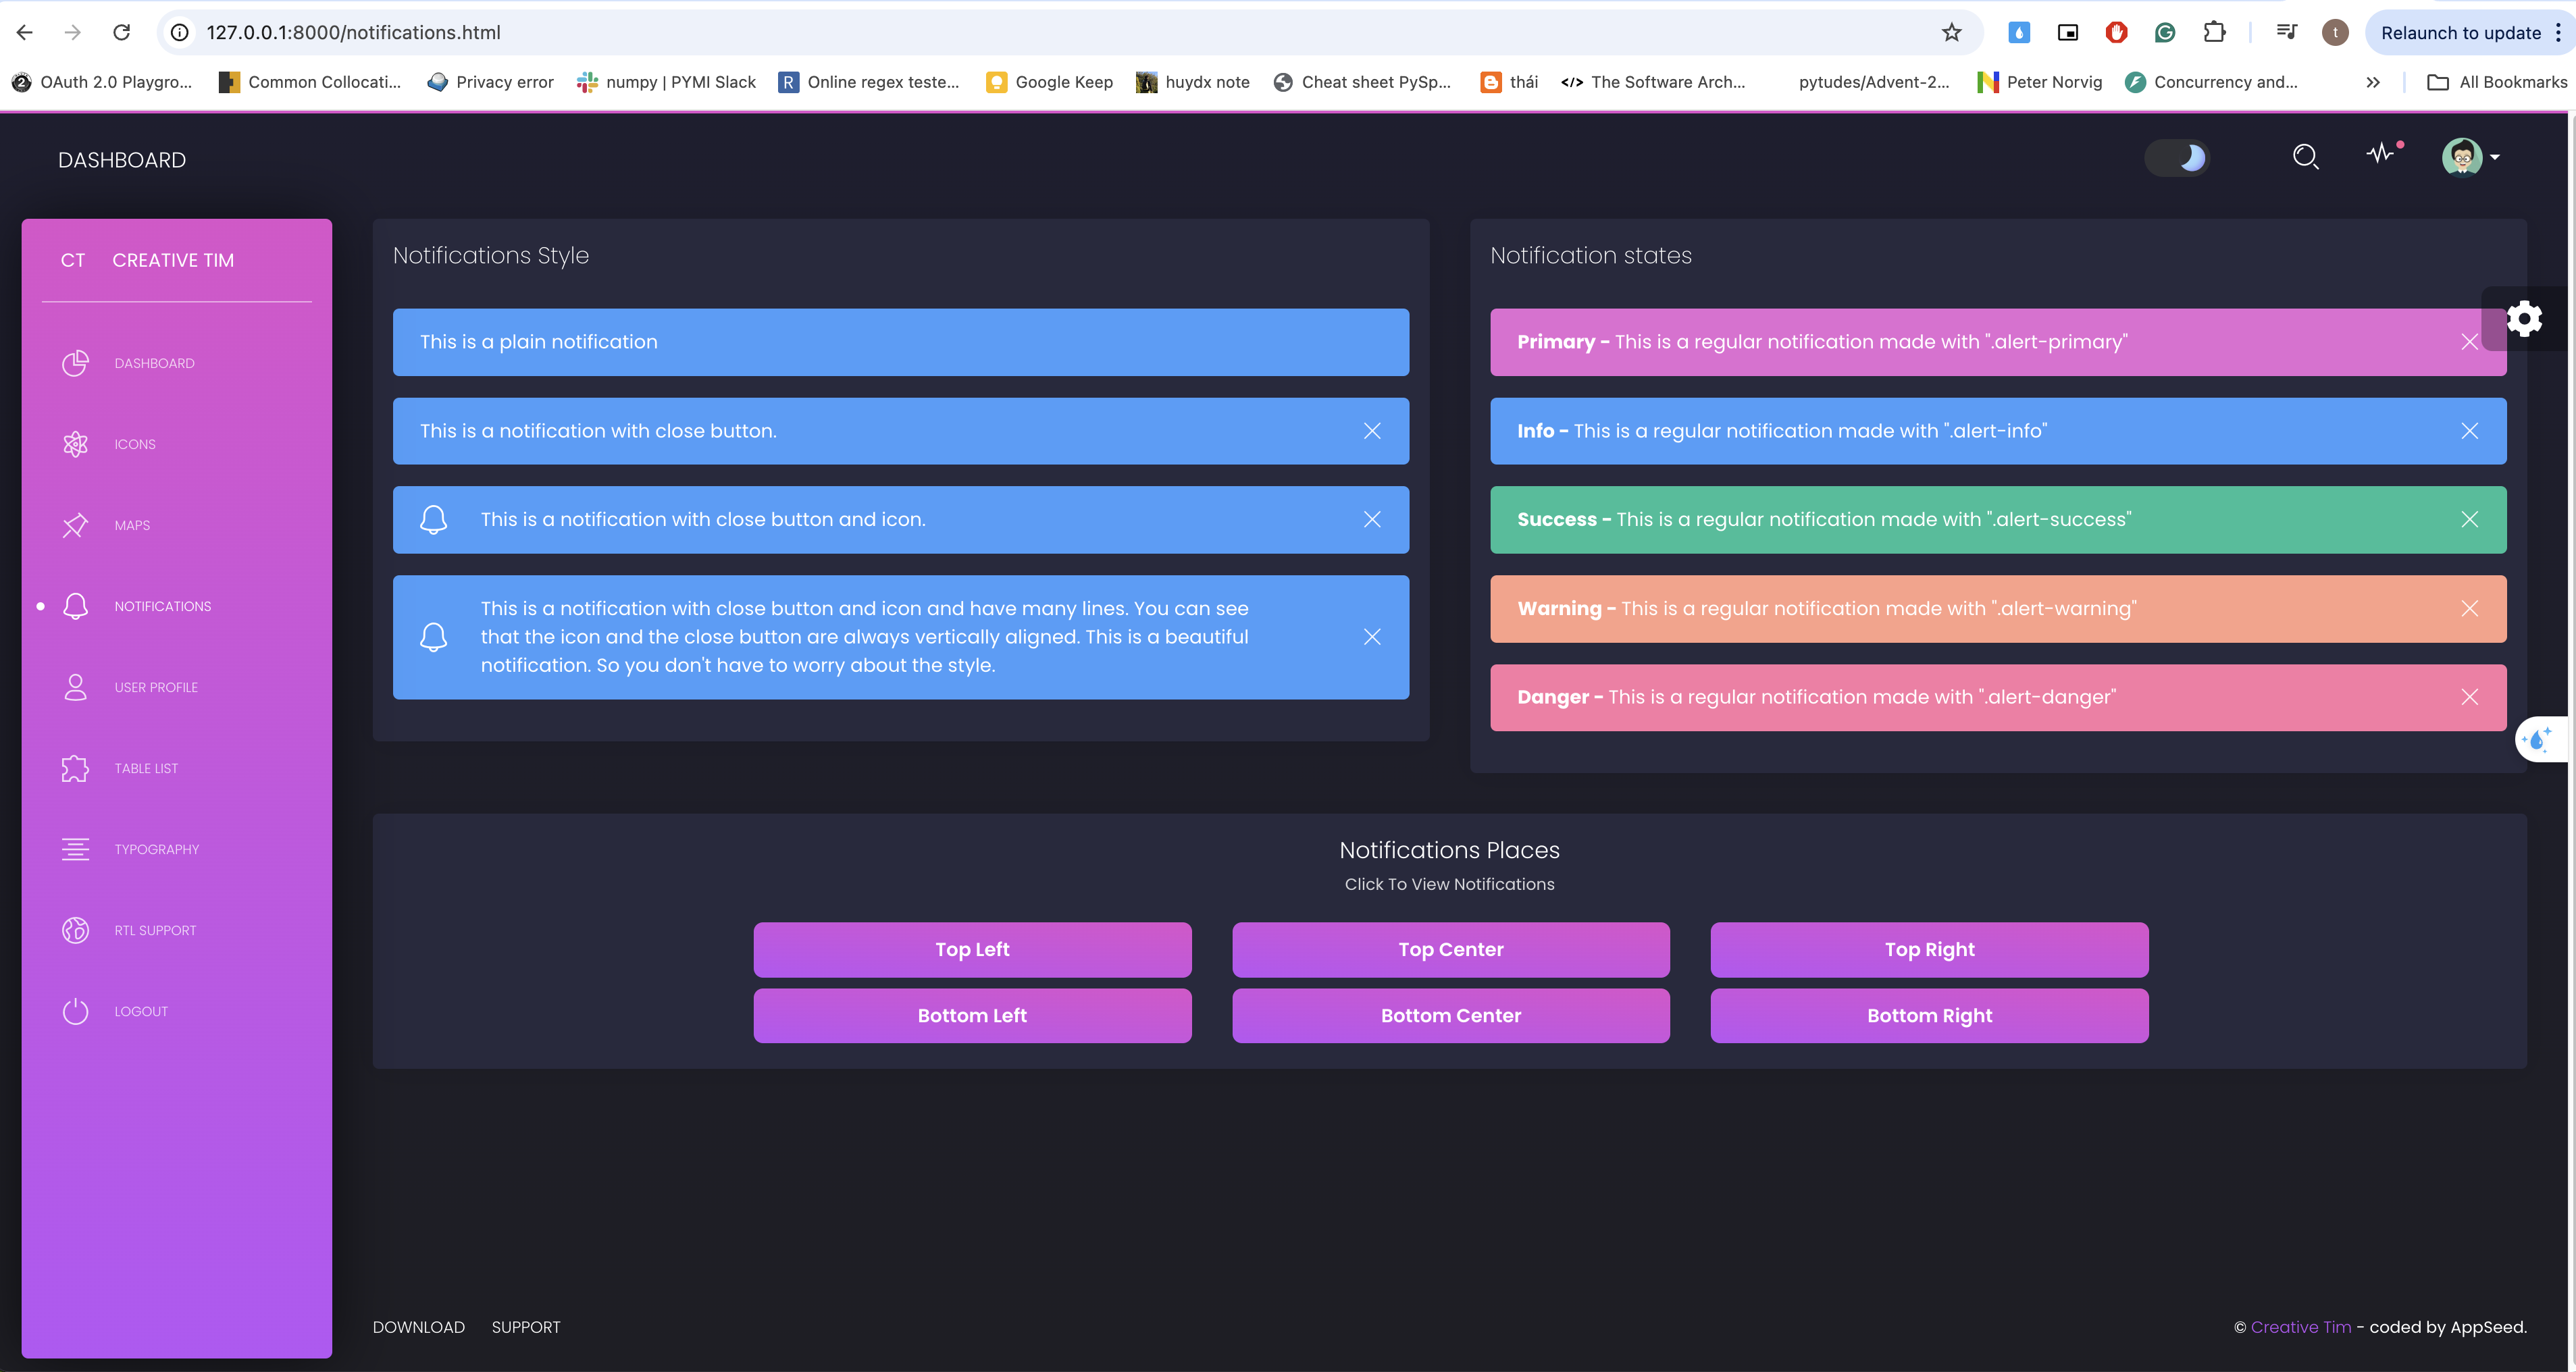 127.0.0.1:8000/notifications.html
Relaunch to update
OAuth 2.0 Playgro...
Common Collocati...
Privacy error
numpy | PYMI Slack
R
Online regex teste...
Google Keep
huydx note
Cheat sheet PySp...
thái
</> The Software Arch...
pytudes/Advent-2...
Peter Norvig
Concurrency and...
»
All Bookmarks
DASHBOARD
CT CREATIVE TIM
DASHBOARD
ICONS
MAPS
NOTIFICATIONS
USER PROFILE
TABLE LIST
TYPOGRAPHY
RTL SUPPORT
LOGOUT
Notifications Style
This is a plain notification
This is a notification with close button.
This is a notification with close button and icon.
This is a notification with close button and icon and have many lines. You can see
that the icon and the close button are always vertically aligned. This is a beautiful
notification. So you don't have to worry about the style.
Notification states
Primary - This is a regular notification made with ".alert-primary"
Info - This is a regular notification made with ".alert-info"
Success - This is a regular notification made with ".alert-success"
Warning - This is a regular notification made with ".alert-warning"
Danger - This is a regular notification made with ".alert-danger"
Notifications Places
Click To View Notifications
Top Left
Top Center
Top Right
Bottom Left
Bottom Center
Bottom Right
DOWNLOAD
SUPPORT
© Creative Tim - coded by AppSeed.